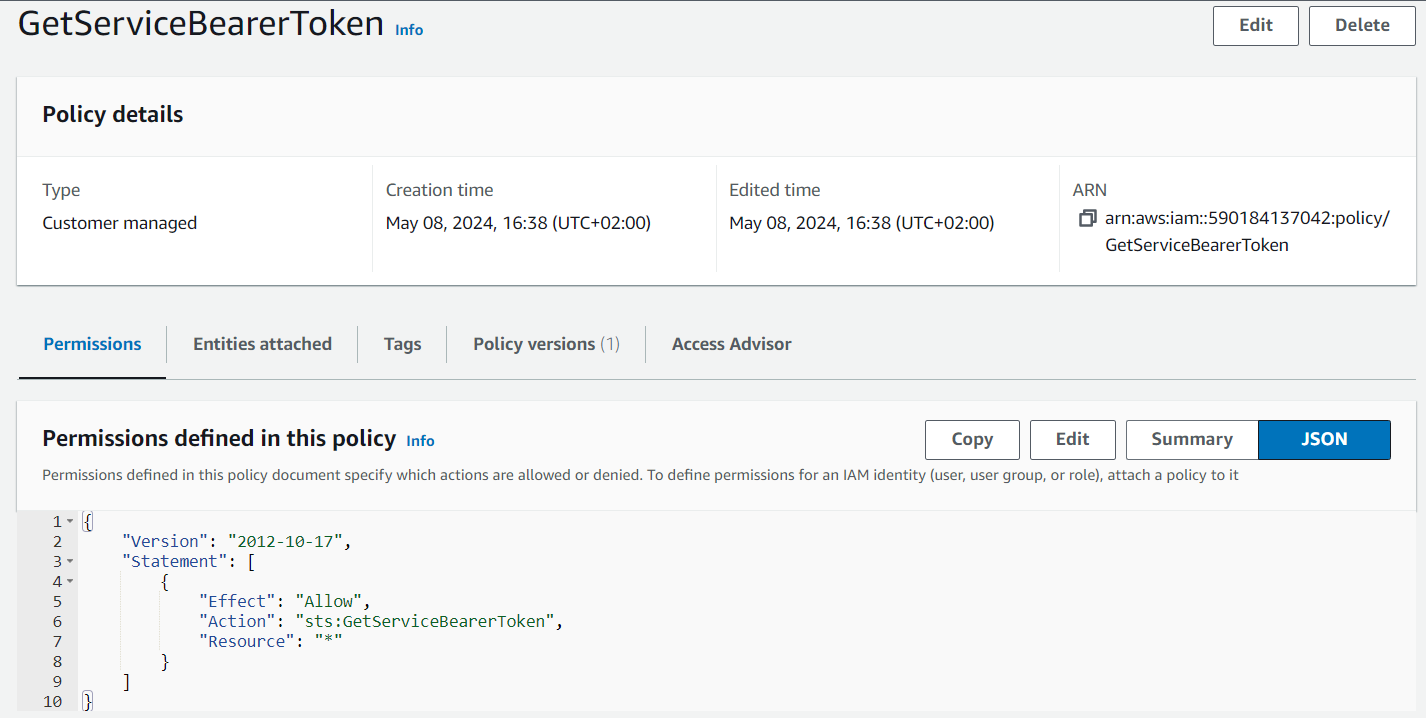 GetServiceBearerToken Info
Edit
Delete
Policy details
Type
Customer managed
Creation time
May 08, 2024, 16:38 (UTC+02:00)
Edited time
May 08, 2024, 16:38 (UTC+02:00)
ARN
arn:aws:iam::590184137042:policy/
GetServiceBearerToken
Permissions
Entities attached
Tags
Policy versions (1)
Access Advisor
Permissions defined in this policy Info
Copy
Edit
Summary
JSON
Permissions defined in this policy document specify which actions are allowed or denied. To define permissions for an IAM identity (user, user group, or role), attach a policy to it
1 {
2     "Version": "2012-10-17",
3     "Statement": [
4         {
5             "Effect": "Allow",
6             "Action": "sts:GetServiceBearerToken",
7             "Resource": "*"
8         }
9     ]
10 }